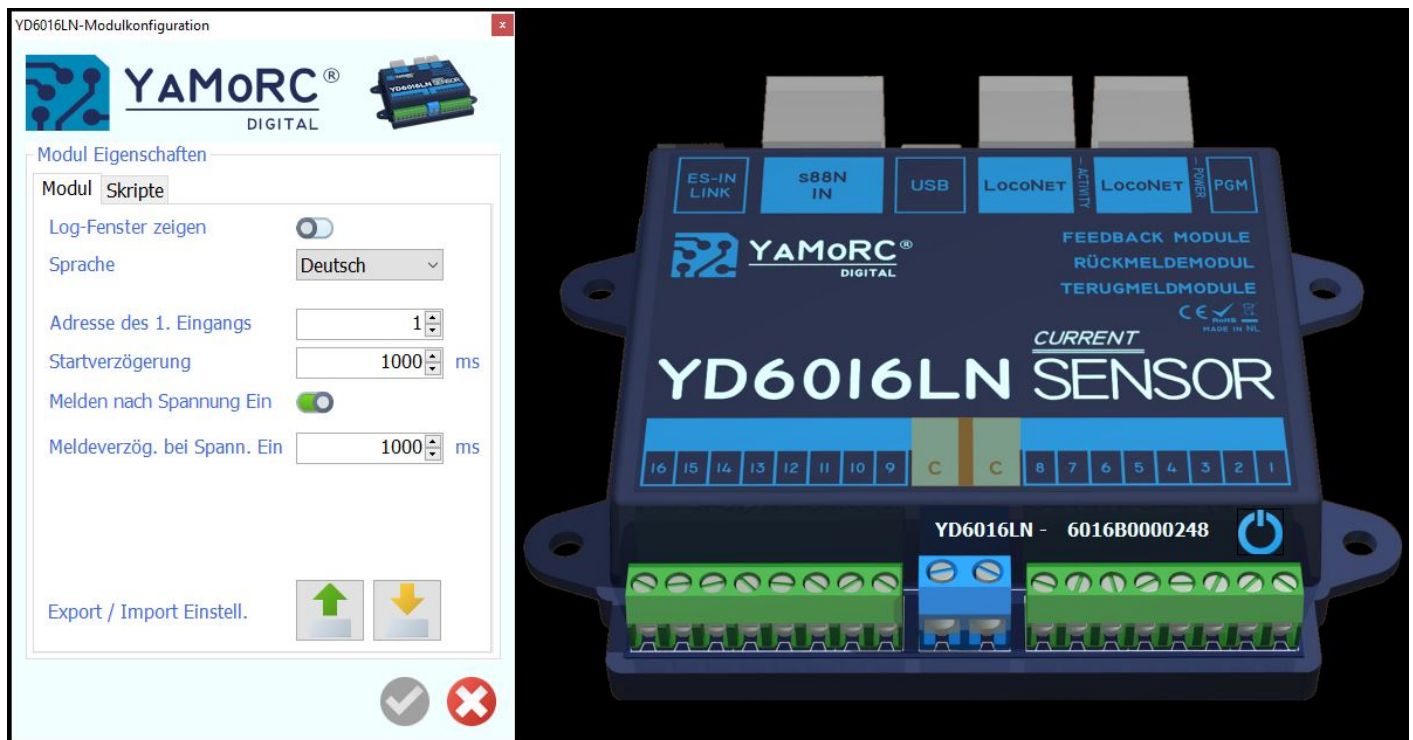 YD6016LN-Modulkonfiguration
x
YAMORC®
DIGITAL
Modul Eigenschaften
Modul Skripte
Log-Fenster zeigen
Sprache Deutsch
Adresse des 1. Eingangs 1
Startverzögerung 1000 ms
Melden nach Spannung Ein
Meldeverzög. bei Spann. Ein 1000 ms
Export / Import Einstell.
ES-IN LINK
s88N IN
USB
LocoNet
ACTIVITY
LocoNet
POWER
PGM
YAMORC®
DIGITAL
FEEDBACK MODULE
RÜCKMELDEMODUL
TERUGMELDMODULE
CE RoHS
MADE IN NL
YD6016LN CURRENT SENSOR
16 15 14 13 12 11 10 9 C C 8 7 6 5 4 3 2 1
YD6016LN - 6016B0000248